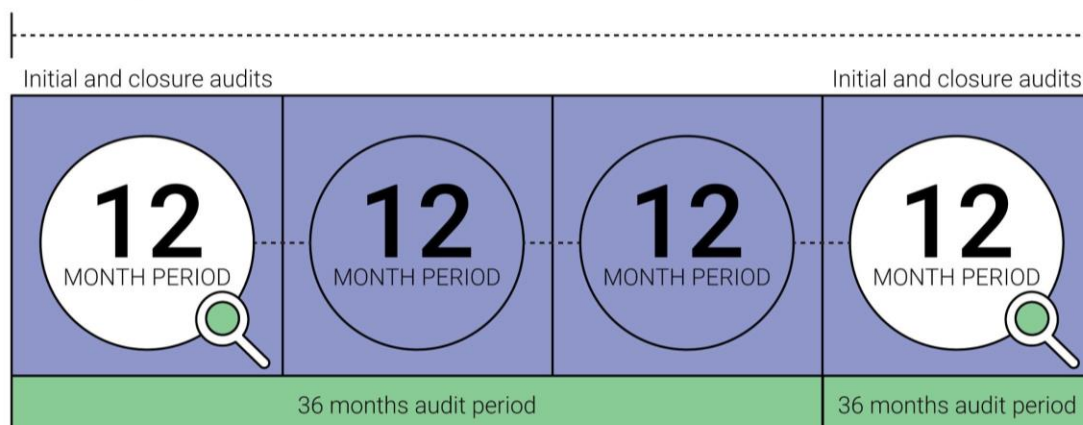 Initial and closure audits
Initial and closure audits
12
MONTH PERIOD
12
MONTH PERIOD
12
MONTH PERIOD
12
MONTH PERIOD
36 months audit period
36 months audit period